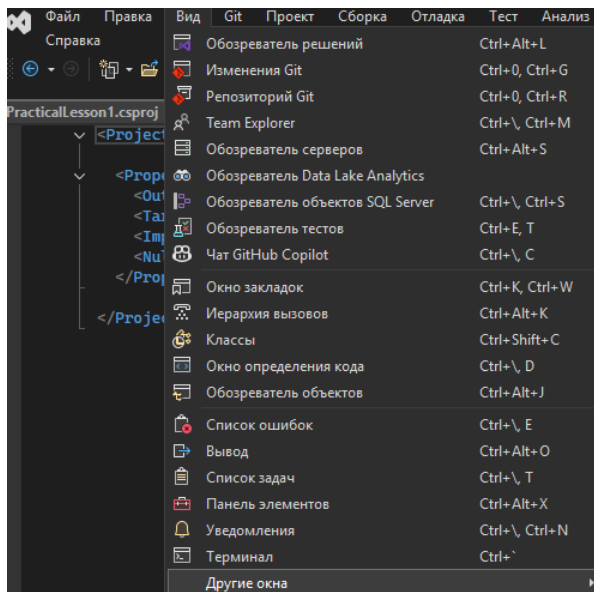 Файл Правка Вид Git Проект Сборка Отладка Тест Анализ
Справка
PracticalLesson1.csproj
<Project
<Prope
<Out
<Tar
<Imp
<Nul
</Prop
</Projec
Обозреватель решений Ctrl+Alt+L
Изменения Git Ctrl+0, Ctrl+G
Репозиторий Git Ctrl+0, Ctrl+R
Team Explorer Ctrl+\, Ctrl+M
Обозреватель серверов Ctrl+Alt+S
Обозреватель Data Lake Analytics
Обозреватель объектов SQL Server Ctrl+\, Ctrl+S
Обозреватель тестов Ctrl+E, T
Чат GitHub Copilot Ctrl+\, C
Окно закладок Ctrl+K, Ctrl+W
Иерархия вызовов Ctrl+Alt+K
Классы Ctrl+Shift+C
Окно определения кода Ctrl+\, D
Обозреватель объектов Ctrl+Alt+J
Список ошибок Ctrl+\, E
Вывод Ctrl+Alt+O
Список задач Ctrl+\, T
Панель элементов Ctrl+Alt+X
Уведомления Ctrl+\, Ctrl+N
Терминал Ctrl+`
Другие окна